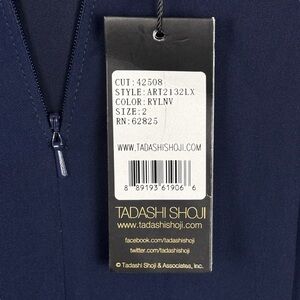 CUT:42508
STYLE:ART2132LX
COLOR:RYLNV
SIZE:2
RN:62825
WWW.TADASHISHOJI.COM
8 89193 61906 6
TADASHI SHOJI
www.tadashishoji.com
facebook.com/tadashishoji
twitter.com/tadashishoji
© Tadashi Shoji & Associates, Inc.